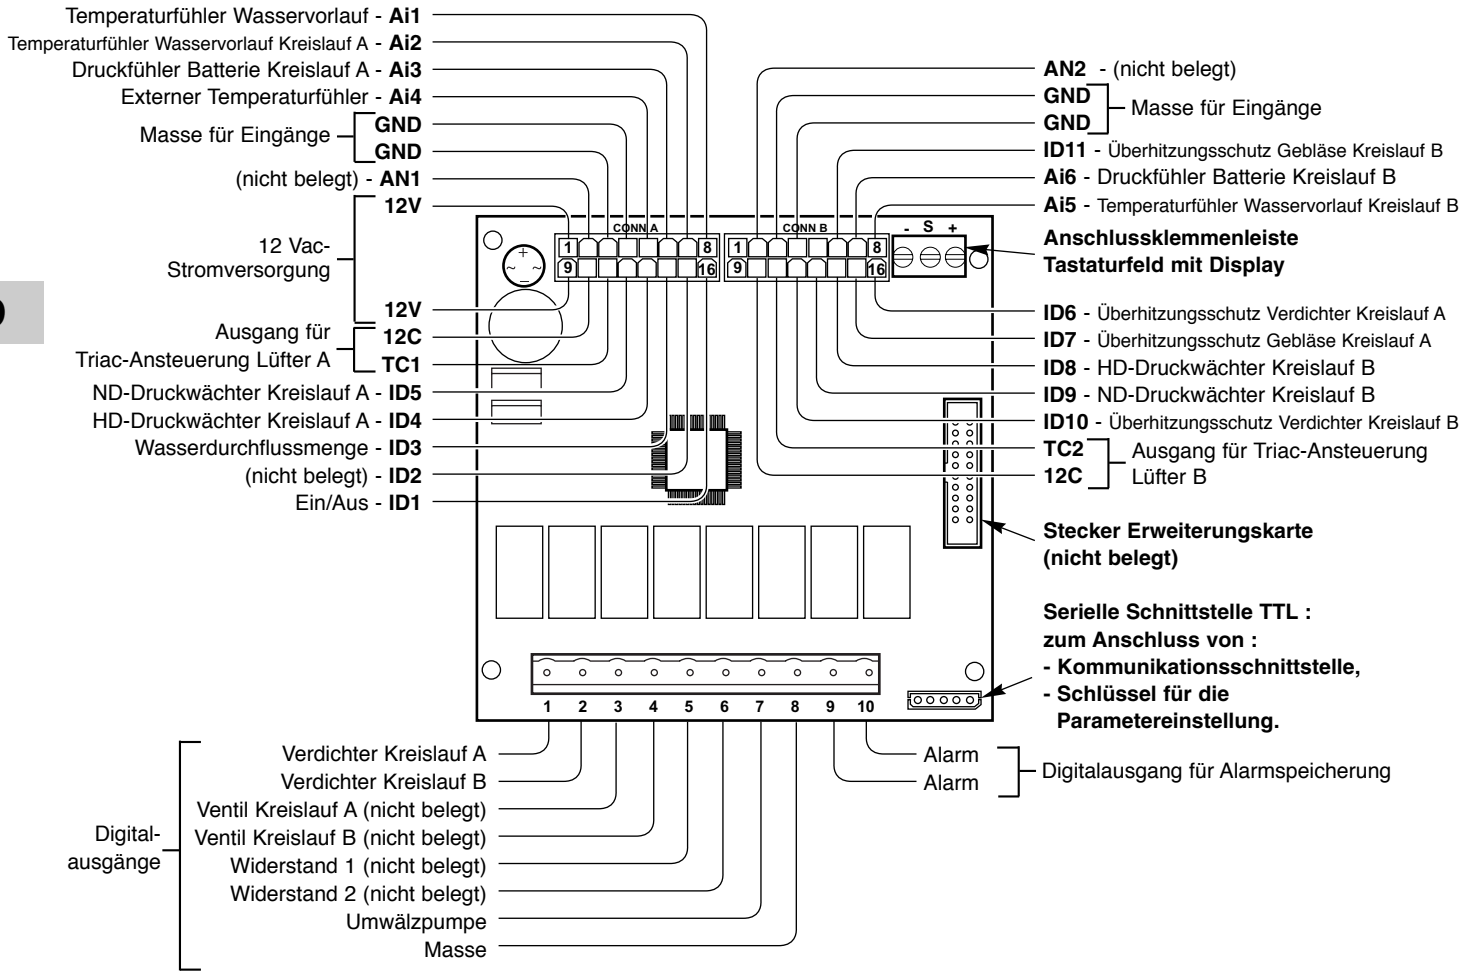 Temperaturfühler Wasservorlauf - Ai1
Temperaturfühler Wasservorlauf Kreislauf A - Ai2
Druckfühler Batterie Kreislauf A - Ai3
Externer Temperaturfühler - Ai4
Masse für Eingänge
GND
GND
(nicht belegt) - AN1
12V
12 Vac-
Stromversorgung
12V
Ausgang für
Triac-Ansteuerung Lüfter A
12C
TC1
ND-Druckwächter Kreislauf A - ID5
HD-Druckwächter Kreislauf A - ID4
Wasserdurchflussmenge - ID3
(nicht belegt) - ID2
Ein/Aus - ID1
AN2 - (nicht belegt)
GND
GND
Masse für Eingänge
ID11 - Überhitzungsschutz Gebläse Kreislauf B
Ai6 - Druckfühler Batterie Kreislauf B
Ai5 - Temperaturfühler Wasservorlauf Kreislauf B
Anschlussklemmenleiste
Tastaturfeld mit Display
ID6 - Überhitzungsschutz Verdichter Kreislauf A
ID7 - Überhitzungsschutz Gebläse Kreislauf A
ID8 - HD-Druckwächter Kreislauf B
ID9 - ND-Druckwächter Kreislauf B
ID10 - Überhitzungsschutz Verdichter Kreislauf B
TC2
12C
Ausgang für Triac-Ansteuerung
Lüfter B
Stecker Erweiterungskarte
(nicht belegt)
Serielle Schnittstelle TTL :
zum Anschluss von :
- Kommunikationsschnittstelle,
- Schlüssel für die
Parametereinstellung.
CONN A
1 8
9 16
CONN B
1 8
9 16
- S +
+
~ ~
-
1 2 3 4 5 6 7 8 9 10
Digital-
ausgänge
Verdichter Kreislauf A
Verdichter Kreislauf B
Ventil Kreislauf A (nicht belegt)
Ventil Kreislauf B (nicht belegt)
Widerstand 1 (nicht belegt)
Widerstand 2 (nicht belegt)
Umwälzpumpe
Masse
Alarm
Alarm
Digitalausgang für Alarmspeicherung